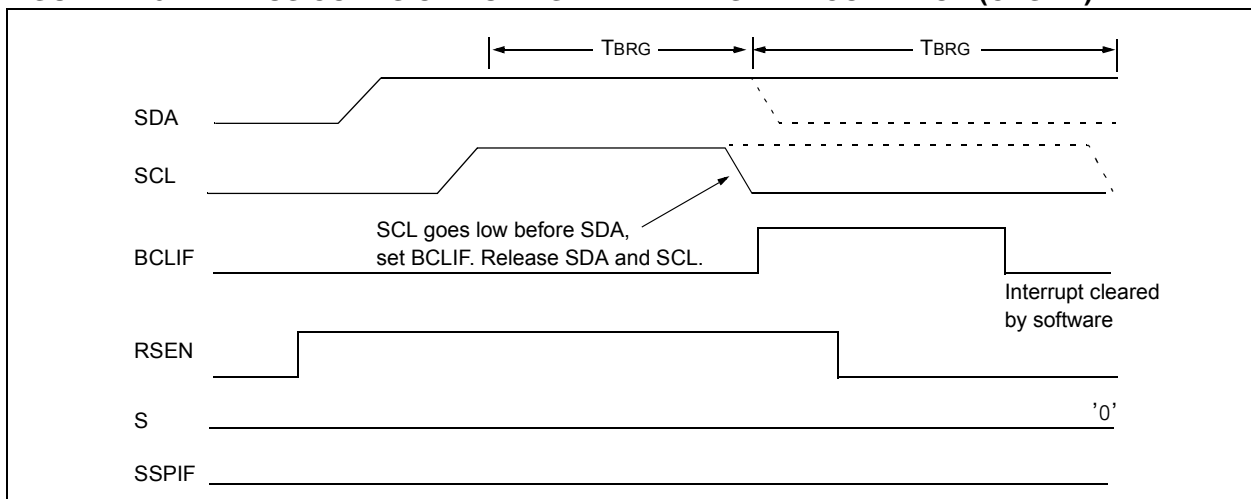 TBRG TBRG
SDA
SCL
SCL goes low before SDA,
set BCLIF. Release SDA and SCL.
BCLIF
Interrupt cleared
by software
RSEN
S '0'
SSPIF